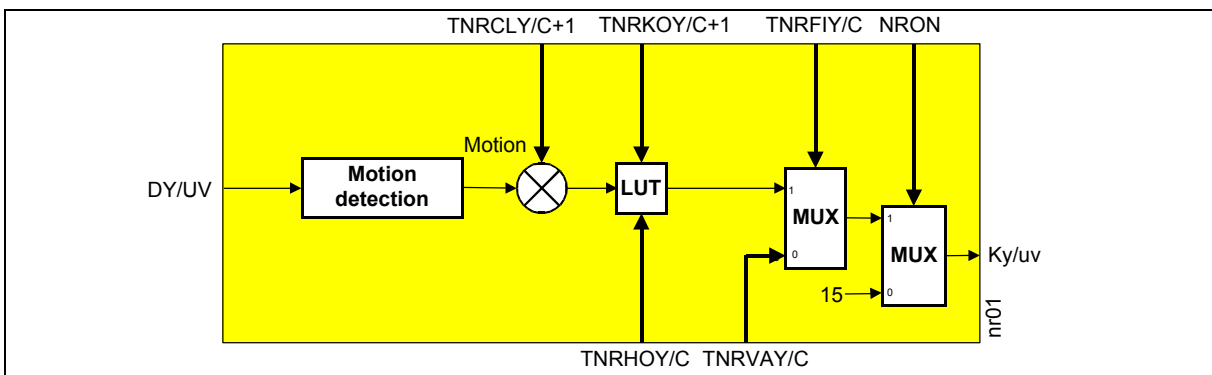 TNRCLY/C+1 TNRKOY/C+1 TNRFIY/C NRON
Motion
DY/UV
Motion
detection
LUT
1
MUX
0
1
MUX
0
15
Ky/uv
nr01
TNRHOY/C TNRVAY/C